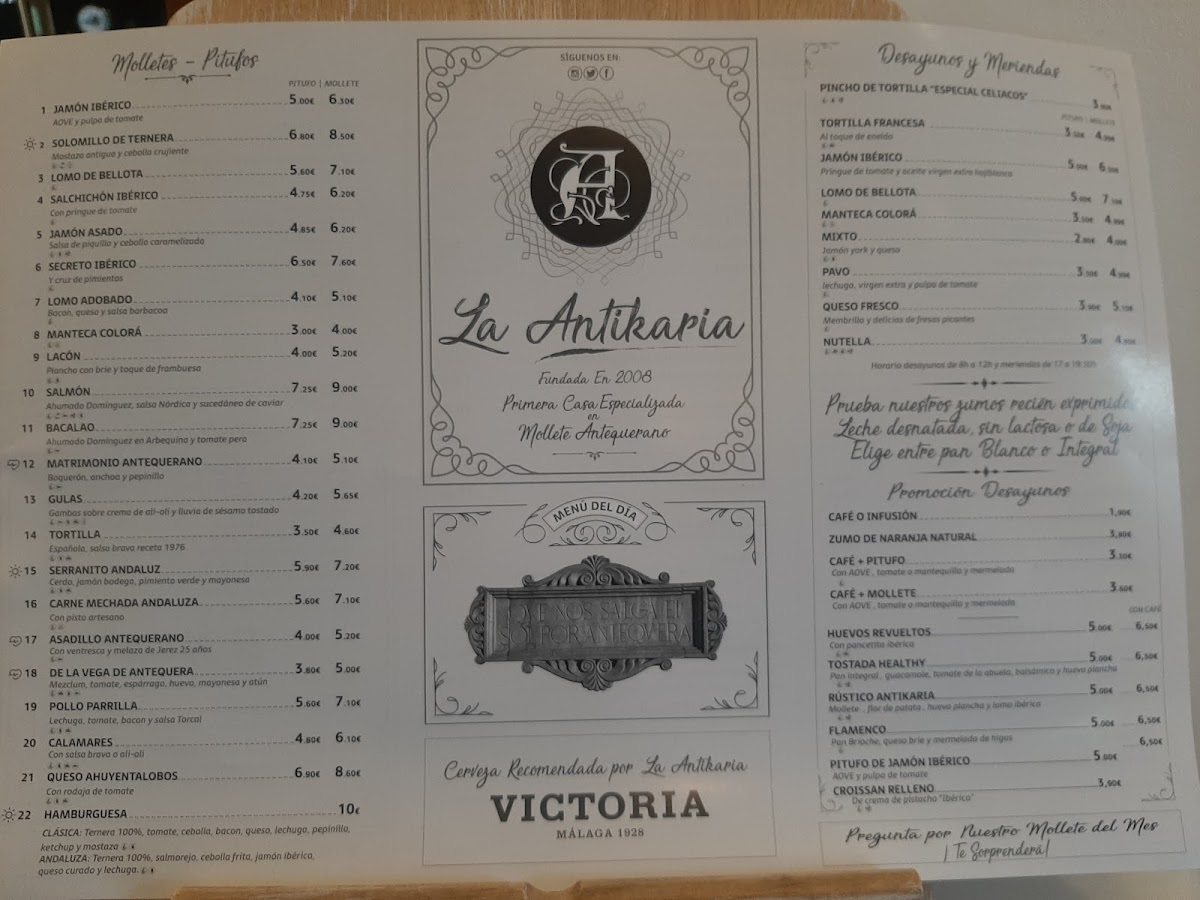 Molletes - Pitufos
PITUFO | MOLLETE
1 JAMÓN IBÉRICO 5.00€ 6.30€
AOVE y pulpa de tomate
2 SOLOMILLO DE TERNERA 6.80€ 8.50€
Mostaza antigua y cebolla crujiente
3 LOMO DE BELLOTA 5.60€ 7.10€
4 SALCHICHÓN IBÉRICO 4.75€ 6.20€
Con pringue de tomate
5 JAMÓN ASADO 4.85€ 6.20€
Salsa de piquillo y cebolla caramelizada
6 SECRETO IBÉRICO 6.50€ 7.60€
Y cruz de pimientos
7 LOMO ADOBADO 4.10€ 5.10€
Bacon, queso y salsa barbacoa
8 MANTECA COLORÁ 3.00€ 4.00€
9 LACÓN 4.00€ 5.20€
Plancha con brie y toque de frambuesa
10 SALMÓN 7.25€ 9.00€
Ahumado Domínguez, salsa Nórdica y sucedáneo de caviar
11 BACALAO 7.25€ 9.00€
Ahumado Domínguez en Arbequina y tomate pera
12 MATRIMONIO ANTEQUERANO 4.10€ 5.10€
Boquerón, anchoa y pepinillo
13 GULAS 4.20€ 5.65€
Gambas sobre crema de ali-oli y lluvia de sésamo tostado
14 TORTILLA 3.50€ 4.60€
Española, salsa brava receta 1976
15 SERRANITO ANDALUZ 5.90€ 7.20€
Cerdo, jamón bodega, pimiento verde y mayonesa
16 CARNE MECHADA ANDALUZA 5.60€ 7.10€
Con pisto artesano
17 ASADILLO ANTEQUERANO 4.00€ 5.20€
Con ventresca y melaza de Jerez 25 años
18 DE LA VEGA DE ANTEQUERA 3.80€ 5.00€
Mezclum, tomate, espárrago, huevo, mayonesa y atún
19 POLLO PARRILLA 5.60€ 7.10€
Lechuga, tomate, bacon y salsa Torcal
20 CALAMARES 4.80€ 6.10€
Con salsa brava o ali-oli
21 QUESO AHUYENTALOBOS 6.90€ 8.60€
Con rodaja de tomate
22 HAMBURGUESA 10€
CLÁSICA: Ternera 100%, tomate, cebolla, bacon, queso, lechuga, pepinillo,
ketchup y mostaza
ANDALUZA: Ternera 100%, salmorejo, cebolla frita, jamón ibérico,
queso curado y lechuga.
SÍGUENOS EN:
A
La Antikaria
Fundada En 2008
Primera Casa Especializada
en
Mollete Antequerano
MENÚ DEL DÍA
QUE NOS SALGA EL
SOL POR ANTEQUERA
Cerveza Recomendada por La Antikaria
VICTORIA
MÁLAGA 1928
Desayunos y Meriendas
PINCHO DE TORTILLA "ESPECIAL CELIACOS"
PITUFO | MOLLETE
TORTILLA FRANCESA 3.50€
Al toque de eneldo
JAMÓN IBÉRICO 5.00€ 6.30€
Pringue de tomate y aceite virgen extra hojiblanca
LOMO DE BELLOTA 7.10€
MANTECA COLORÁ 3.50€
MIXTO
Jamón york y queso
PAVO 3.50€
lechuga, virgen extra y pulpa de tomate
QUESO FRESCO 3.90€ 5.10€
Membrillo y delicias de fresas picantes
NUTELLA
Horario desayunos de 8h a 12h y meriendas de 17 a 19:30h
Prueba nuestros zumos recién exprimidos
Leche desnatada, sin lactosa o de Soja
Elige entre pan Blanco o Integral
Promoción Desayunos
CAFÉ O INFUSIÓN 1,90€
ZUMO DE NARANJA NATURAL
CAFÉ + PITUFO
Con AOVE, tomate o mantequilla y mermelada
CAFÉ + MOLLETE 3.60€
Con AOVE, tomate o mantequilla y mermelada
CON CAFÉ
HUEVOS REVUELTOS 5.00€ 6,50€
Con pancetita ibérica
TOSTADA HEALTHY 5.00€ 6,50€
Pan integral, guacamole, tomate de la abuela, balsámico y huevo plancha
RÚSTICO ANTIKARIA 5.00€ 6,50€
Mollete, flor de patata, huevo plancha y lomo ibérico
FLAMENCO 5.00€ 6,50€
Pan Brioche, queso brie y mermelada de higos
PITUFO DE JAMÓN IBÉRICO 5.00€ 6,50€
AOVE y pulpa de tomate
CROISSAN RELLENO 3,90€
De crema de pistacho "ibérico"
Pregunta por Nuestro Mollete del Mes
¡Te Sorprenderá!